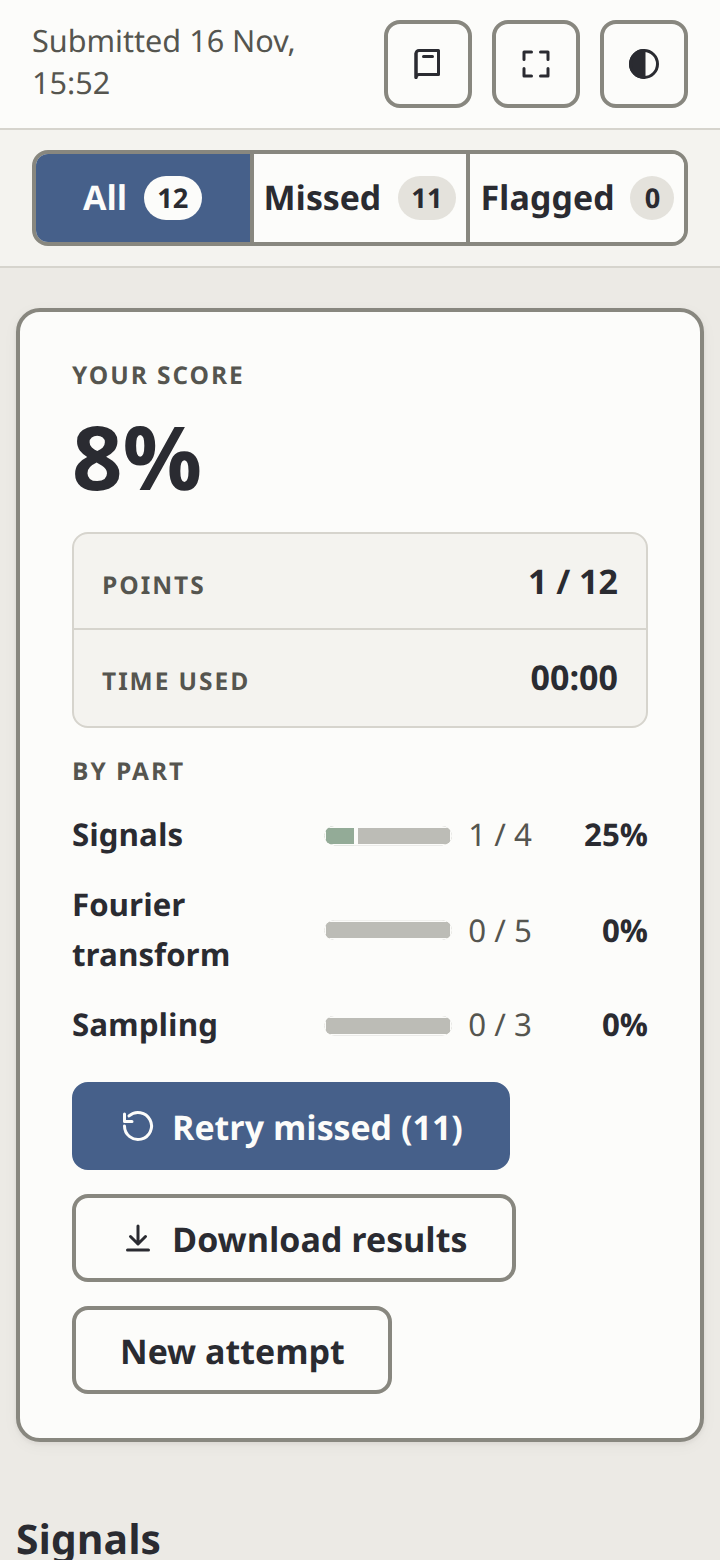 Submitted 16 Nov,
15:52
All 12 Missed 11 Flagged 0
YOUR SCORE
8%
POINTS 1 / 12
TIME USED 00:00
BY PART
Signals 1 / 4 25%
Fourier
transform 0 / 5 0%
Sampling 0 / 3 0%
Retry missed (11)
Download results
New attempt
Signals